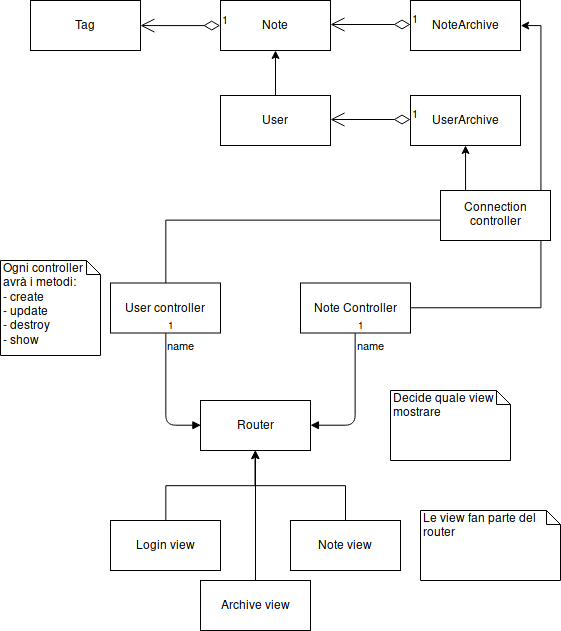 Tag
1
Note
1
NoteArchive
User
1
UserArchive
Connection
controller
Ogni controller
avrà i metodi:
- create
- update
- destroy
- show
User controller
1
name
Note Controller
1
name
Decide quale view
mostrare
Router
Le view fan parte del
router
Login view
Note view
Archive view